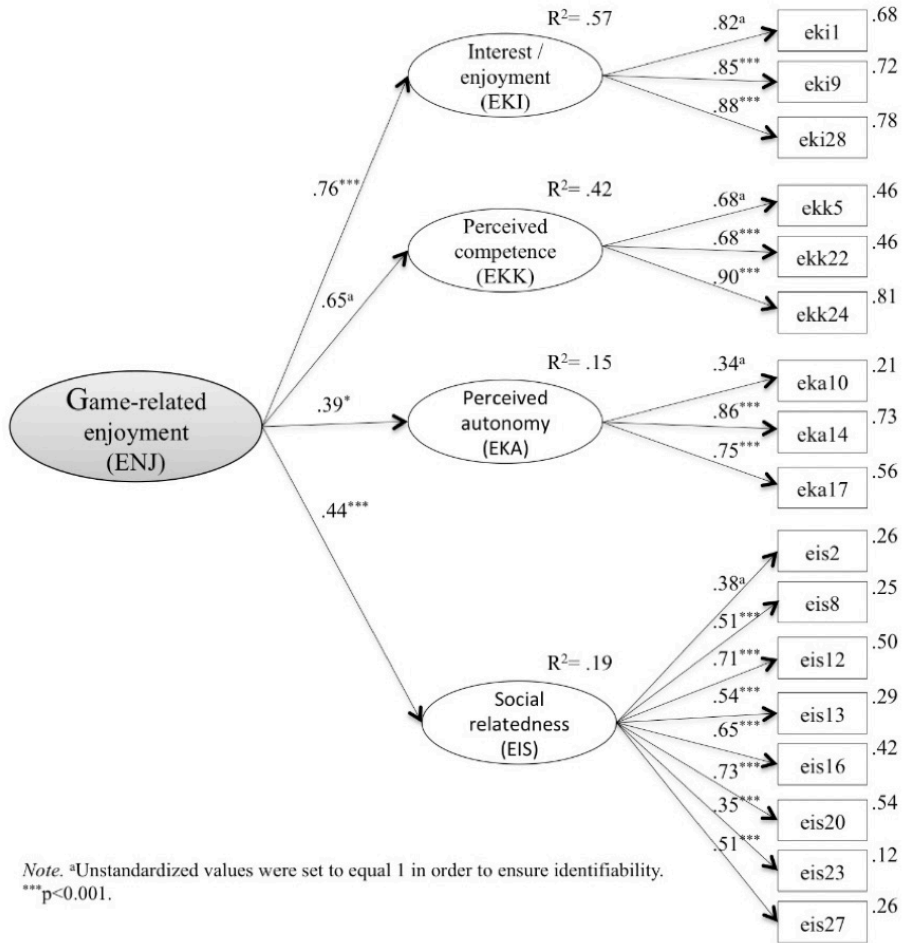 R²= .57
Interest /
enjoyment
(EKI)
.82ᵃ
.85***
.88***
eki1
.68
eki9
.72
eki28
.78
.76***
R²= .42
Perceived
competence
(EKK)
.68ᵃ
.68***
.90***
ekk5
.46
ekk22
.46
ekk24
.81
.65ᵃ
Game-related
enjoyment
(ENJ)
.39*
R²= .15
Perceived
autonomy
(EKA)
.34ᵃ
.86***
.75***
eka10
.21
eka14
.73
eka17
.56
.44***
R²= .19
Social
relatedness
(EIS)
.38ᵃ
.51***
.71***
.54***
.65***
.73***
.35***
.51***
eis2
.26
eis8
.25
eis12
.50
eis13
.29
eis16
.42
eis20
.54
eis23
.12
eis27
.26
Note. ᵃUnstandardized values were set to equal 1 in order to ensure identifiability.
***p<0.001.